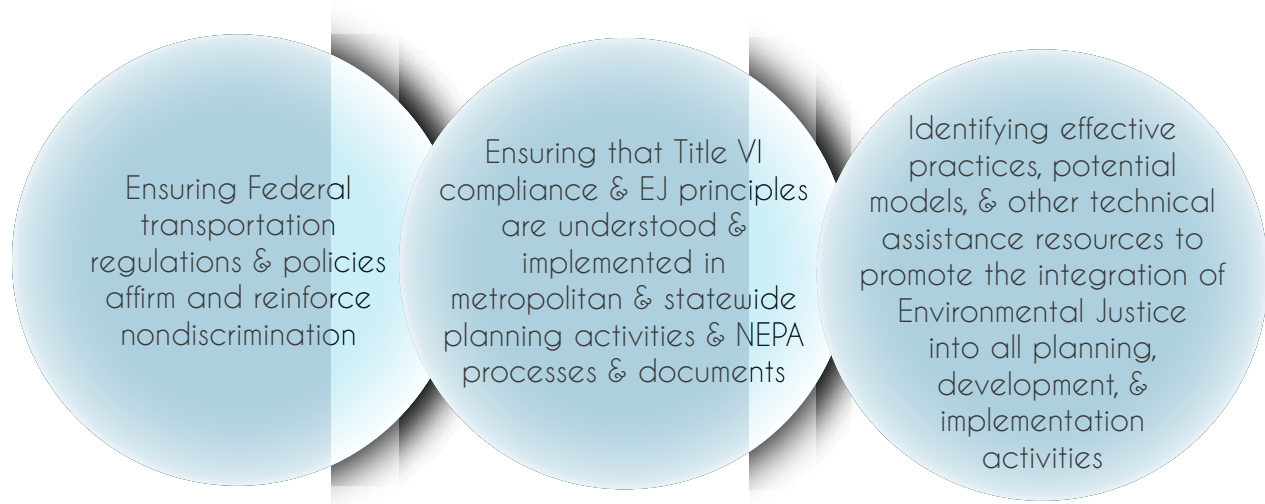 Ensuring Federal
transportation
regulations & policies
affirm and reinforce
nondiscrimination
Ensuring that Title VI
compliance & EJ principles
are understood &
implemented in
metropolitan & statewide
planning activities & NEPA
processes & documents
Identifying effective
practices, potential
models, & other technical
assistance resources to
promote the integration of
Environmental Justice
into all planning,
development, &
implementation
activities